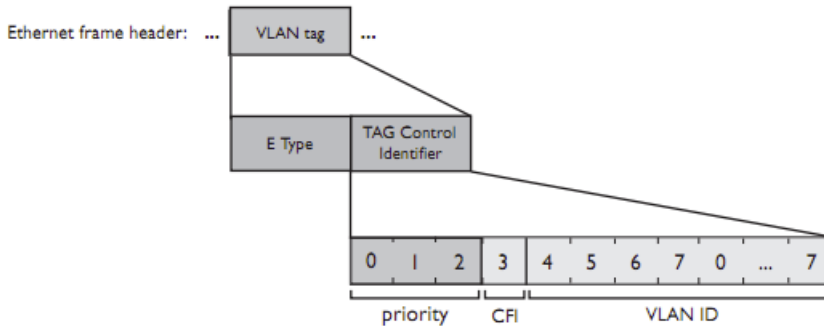 Ethernet frame header: ... VLAN tag ...
E Type TAG Control
Identifier
0 1 2 3 4 5 6 7 0 ... 7
priority CFI VLAN ID